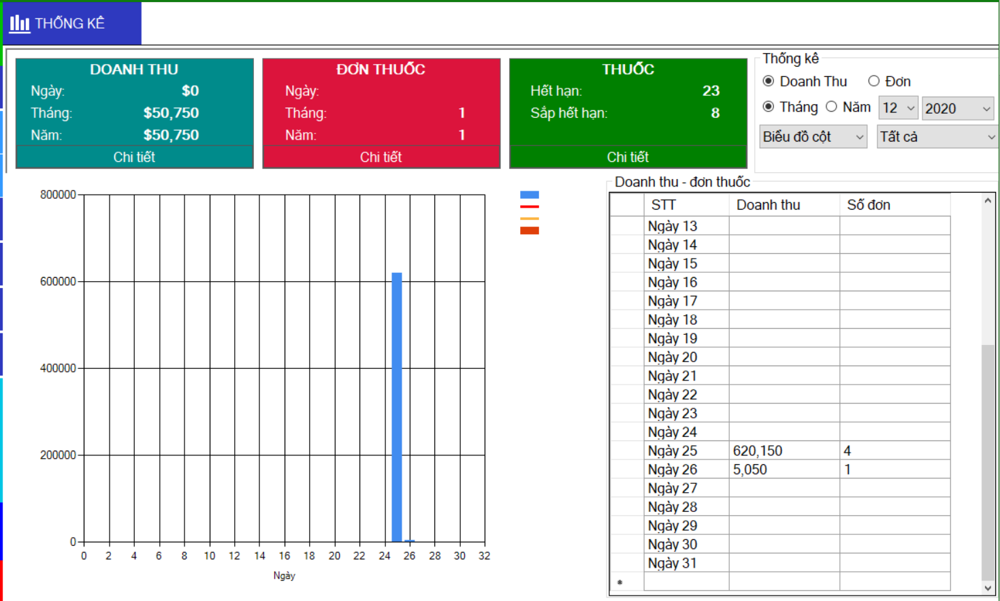 THỐNG KÊ
DOANH THU
Ngày: $0
Tháng: $50,750
Năm: $50,750
Chi tiết
ĐƠN THUỐC
Ngày:
Tháng: 1
Năm: 1
Chi tiết
THUỐC
Hết hạn: 23
Sắp hết hạn: 8
Chi tiết
Thống kê
Doanh Thu Đơn
Tháng Năm 12 2020
Biểu đồ cột Tất cả
800000
600000
400000
200000
0
0 2 4 6 8 10 12 14 16 18 20 22 24 26 28 30 32
Ngày
Doanh thu - đơn thuốc
STT Doanh thu Số đơn
Ngày 13
Ngày 14
Ngày 15
Ngày 16
Ngày 17
Ngày 18
Ngày 19
Ngày 20
Ngày 21
Ngày 22
Ngày 23
Ngày 24
Ngày 25 620,150 4
Ngày 26 5,050 1
Ngày 27
Ngày 28
Ngày 29
Ngày 30
Ngày 31
*